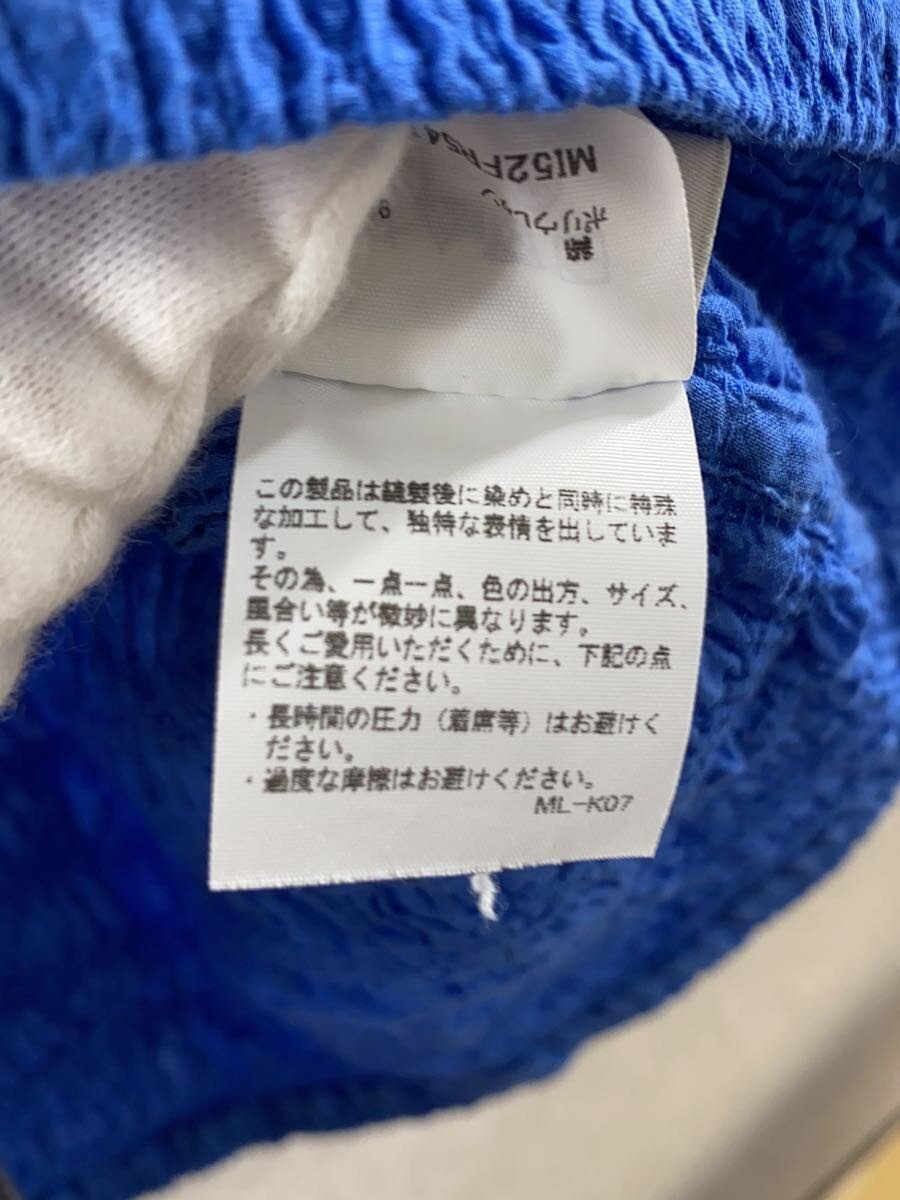 MI52F
ポリウレ
この製品は縫製後に染めと同時に特殊
な加工して、独特な表情を出していま
す。
その為、一点一点、色の出方、サイズ、
風合い等が微妙に異なります。
長くご愛用いただくために、下記の点
にご注意ください。
・長時間の圧力（着席等）はお避けく
ださい。
・過度な摩擦はお避けください。
ML-K07